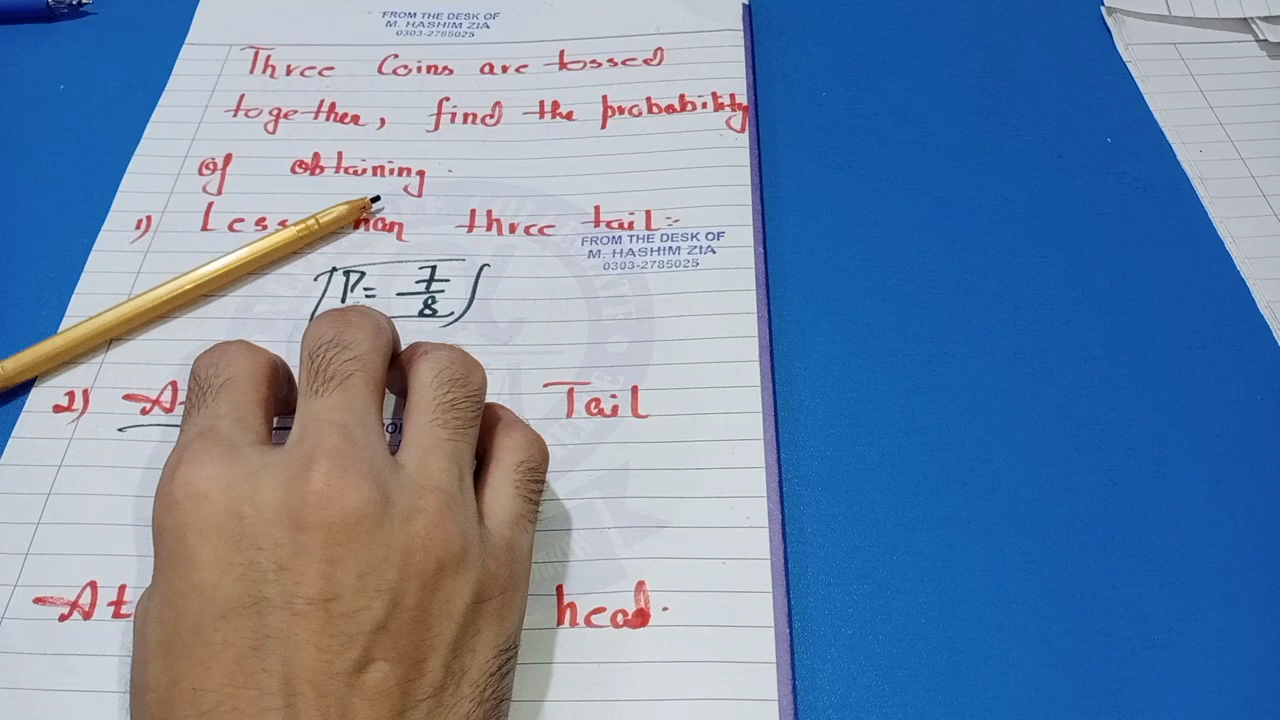 FROM THE DESK OF
M. HASHIM ZIA
0303-2785025
Three Coins are tossed
together, find the probability
of obtaining.
1) Less than three tail:-
FROM THE DESK OF
M. HASHIM ZIA
0303-2785025
P = 7/8
2) Tail
At head.